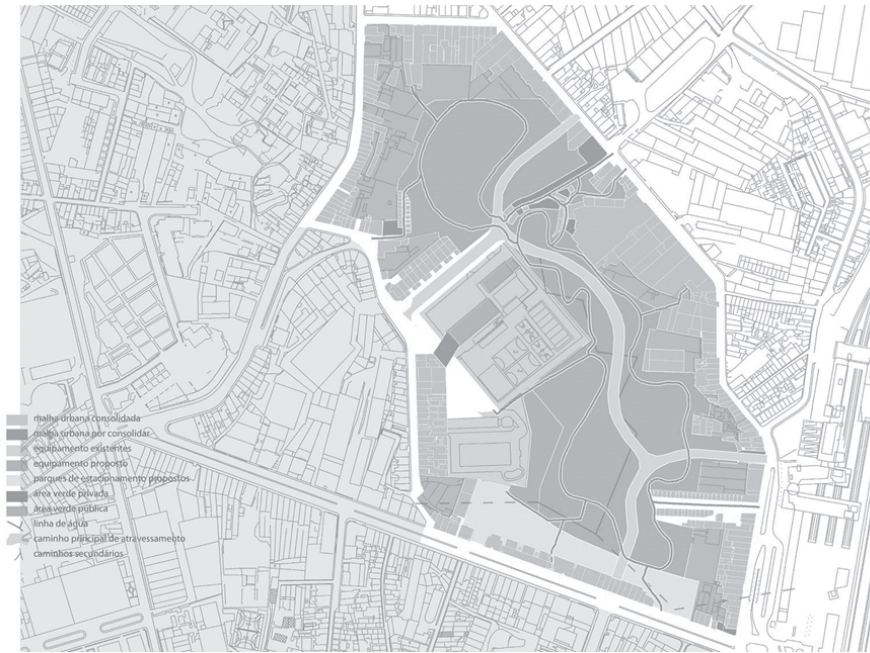 malha urbana consolidada
malha urbana por consolidar
equipamento existentes
equipamento proposto
parques de estacionamento propostos
área verde privada
área verde pública
linha de água
caminho principal de atravessamento
caminhos secundários